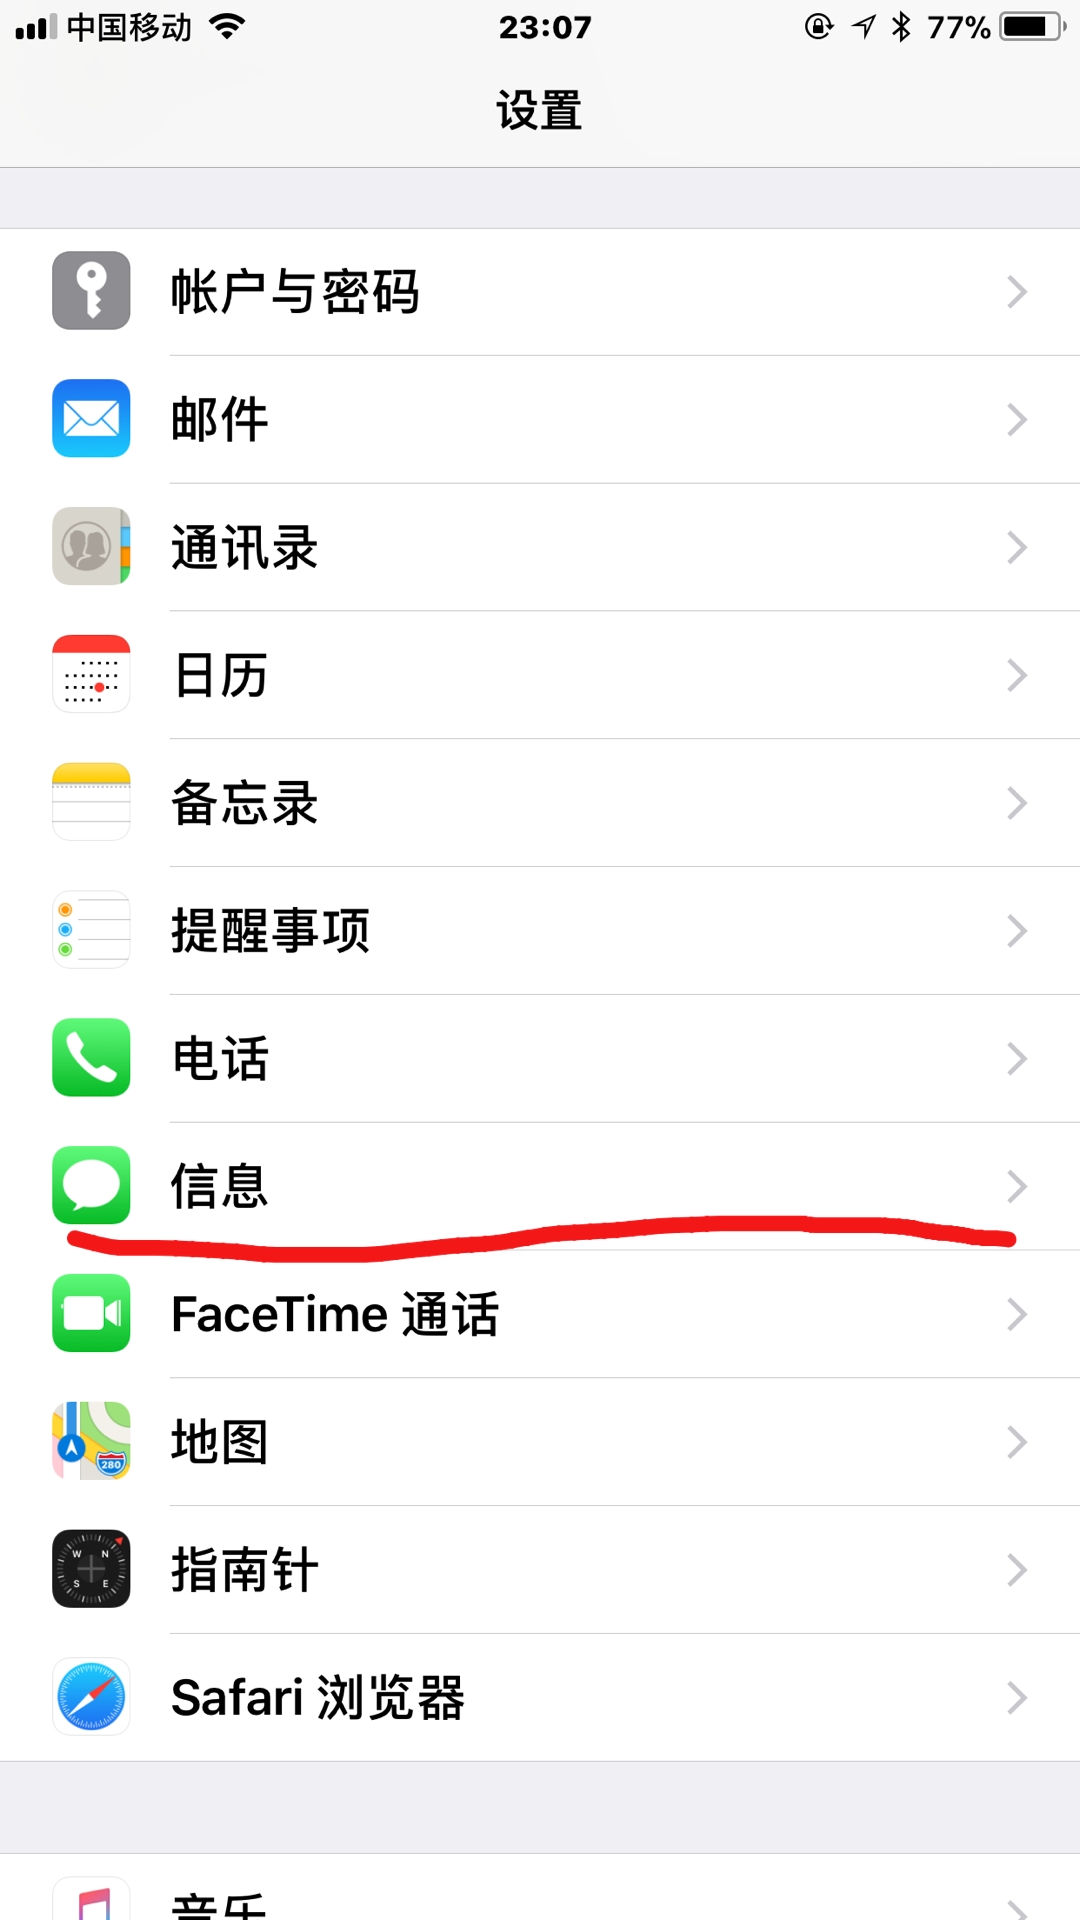 中国移动 23:07 77%
设置
帐户与密码
邮件
通讯录
日历
备忘录
提醒事项
电话
信息
FaceTime 通话
地图
280
指南针
W N
S E
Safari 浏览器
音乐